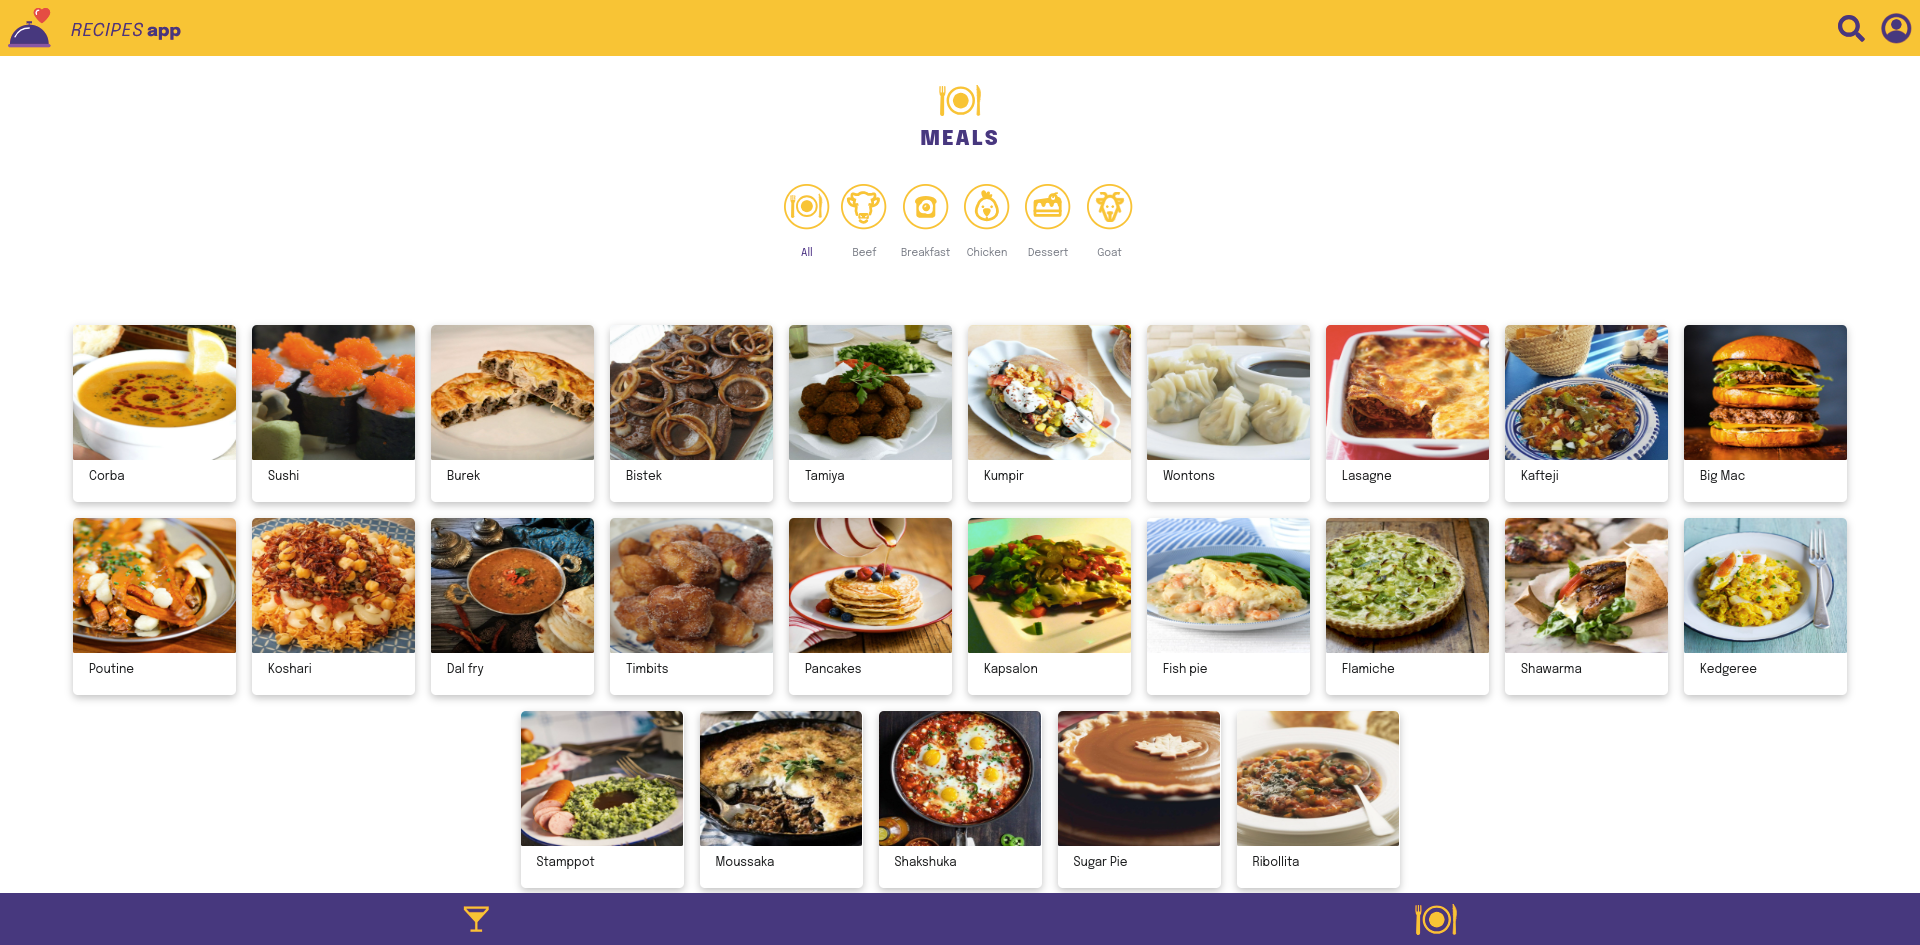 RECIPES app
MEALS
All
Beef
Breakfast
Chicken
Dessert
Goat
Corba
Sushi
Burek
Bistek
Tamiya
Kumpir
Wontons
Lasagne
Kafteji
Big Mac
Poutine
Koshari
Dal fry
Timbits
Pancakes
Kapsalon
Fish pie
Flamiche
Shawarma
Kedgeree
Stamppot
Moussaka
Shakshuka
Sugar Pie
Ribollita